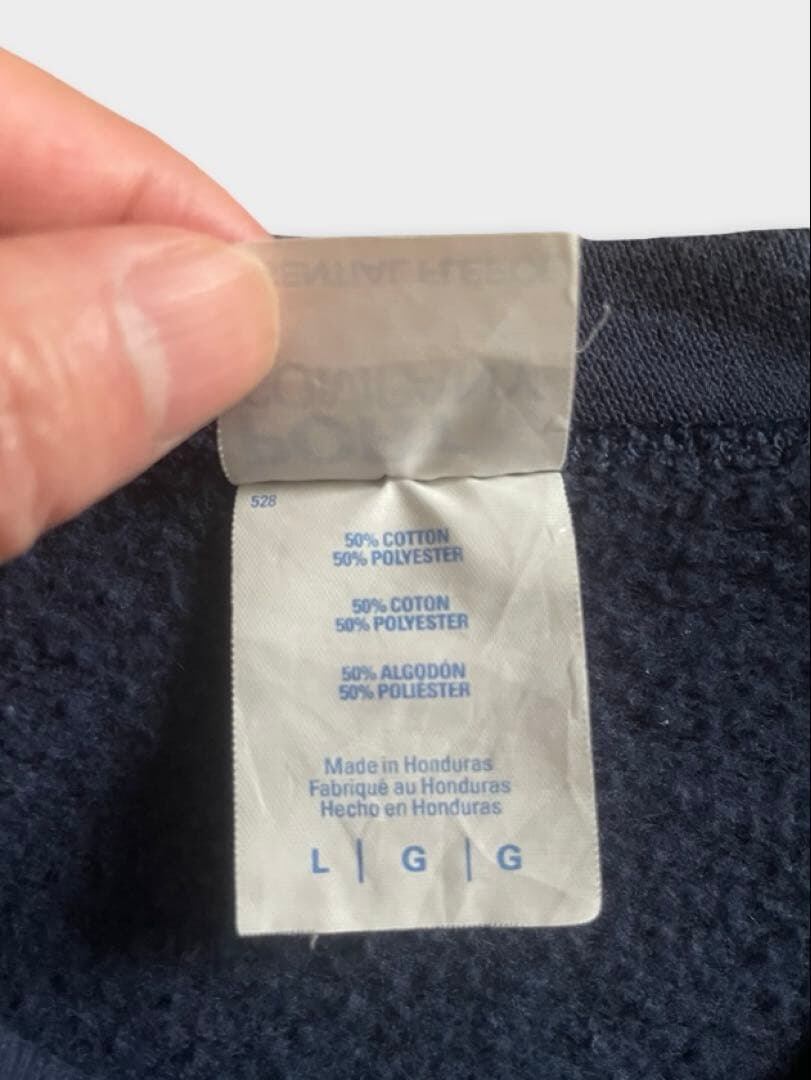 528
50% COTTON
50% POLYESTER
50% COTON
50% POLYESTER
50% ALGODÓN
50% POLIÉSTER
Made in Honduras
Fabriqué au Honduras
Hecho en Honduras
L | G | G